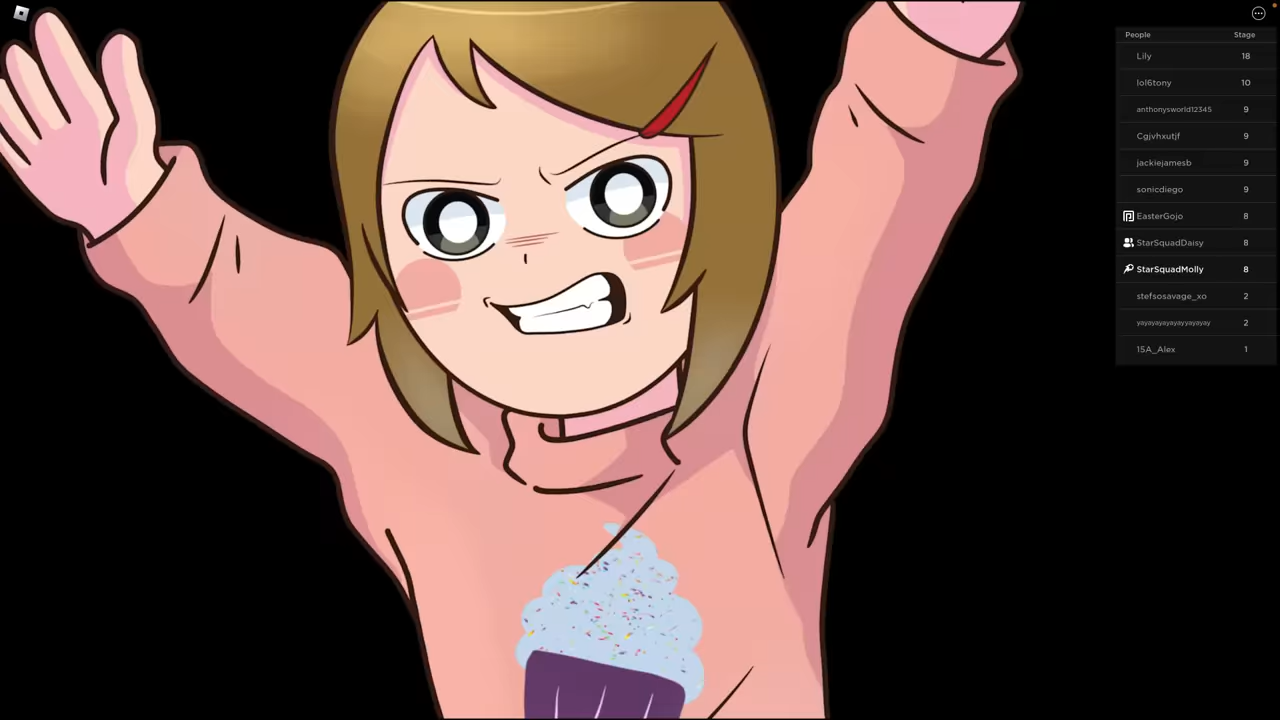 People Stage
Lily 18
lol6tony 10
anthonysworld12345 9
Cgjvhxutjf 9
jackiejamesb 9
sonicdiego 9
EasterGojo 8
StarSquadDaisy 8
StarSquadMolly 8
stefsosavage_xo 2
yayayayayayayyayayay 2
15A_Alex 1